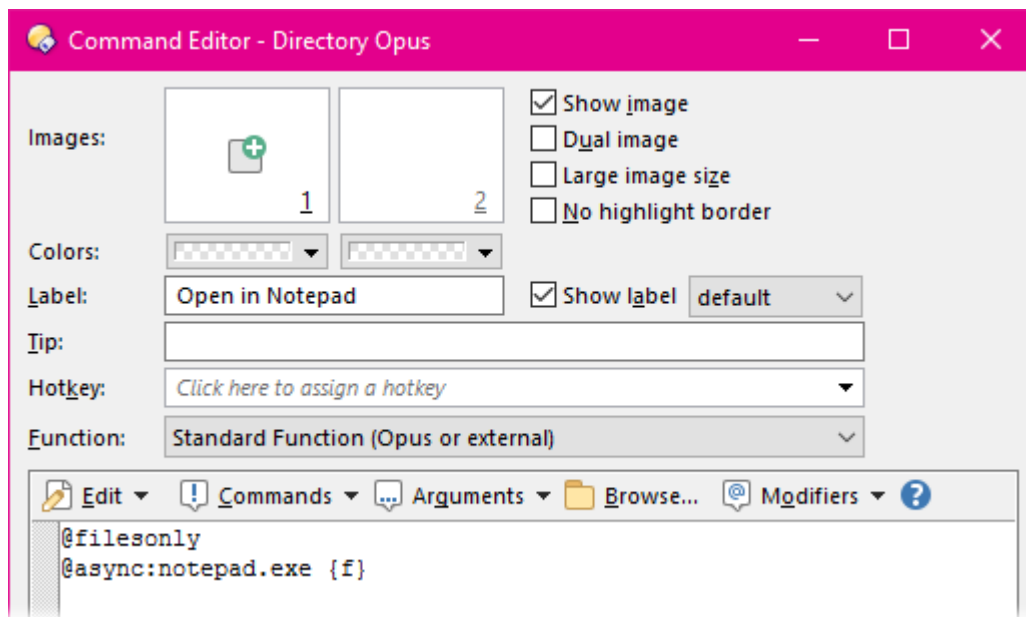 Command Editor - Directory Opus
Images:
1
2
Show image
Dual image
Large image size
No highlight border
Colors:
Label:
Open in Notepad
Show label
default
Tip:
Hotkey:
Click here to assign a hotkey
Function:
Standard Function (Opus or external)
Edit
Commands
Arguments
Browse...
Modifiers
@filesonly
@async:notepad.exe {f}